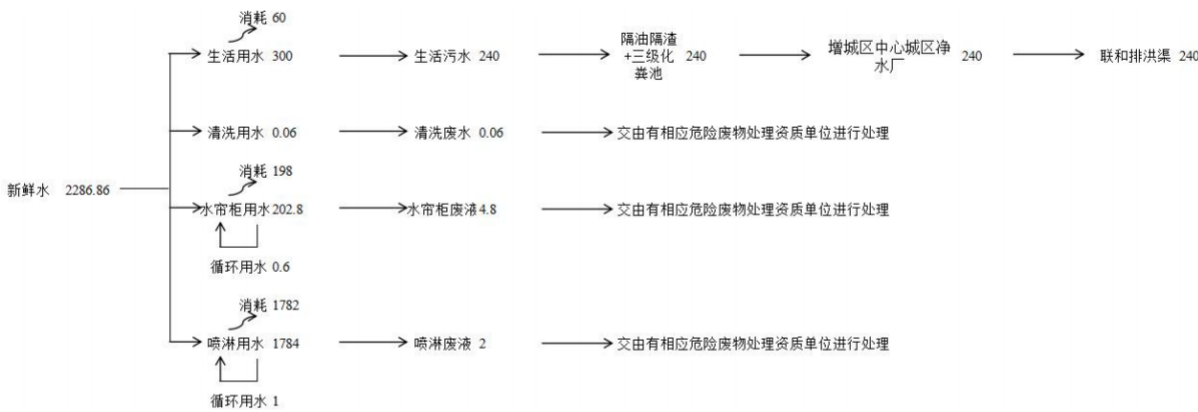 消耗 60
生活用水 300
生活污水 240
隔油隔渣
+三级化 240
粪池
增城区中心城区净
水厂 240
联和排洪渠 240
清洗用水 0.06
清洗废水 0.06
交由有相应危险废物处理资质单位进行处理
消耗 198
新鲜水 2286.86
水帘柜用水202.8
水帘柜废液4.8
交由有相应危险废物处理资质单位进行处理
循环用水 0.6
消耗 1782
喷淋用水 1784
喷淋废液 2
交由有相应危险废物处理资质单位进行处理
循环用水 1